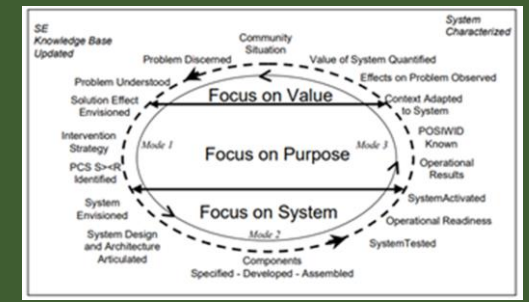 SE
Knowledge Base
Updated
System
Characterized
Community
Situation
Problem Discerned
Value of System Quantified
Problem Understood
Effects on Problem Observed
Solution Effect
Envisioned
Focus on Value
Context Adapted
to System
Intervention
Strategy
Mode 1
Focus on Purpose
Mode 3
POSIWID
Known
PCS S><R
Identified
Operational
Results
System
Envisioned
SystemActivated
Focus on System
Operational Readiness
System Design
and Architecture
Articulated
Mode 2
SystemTested
Components
Specified - Developed - Assembled